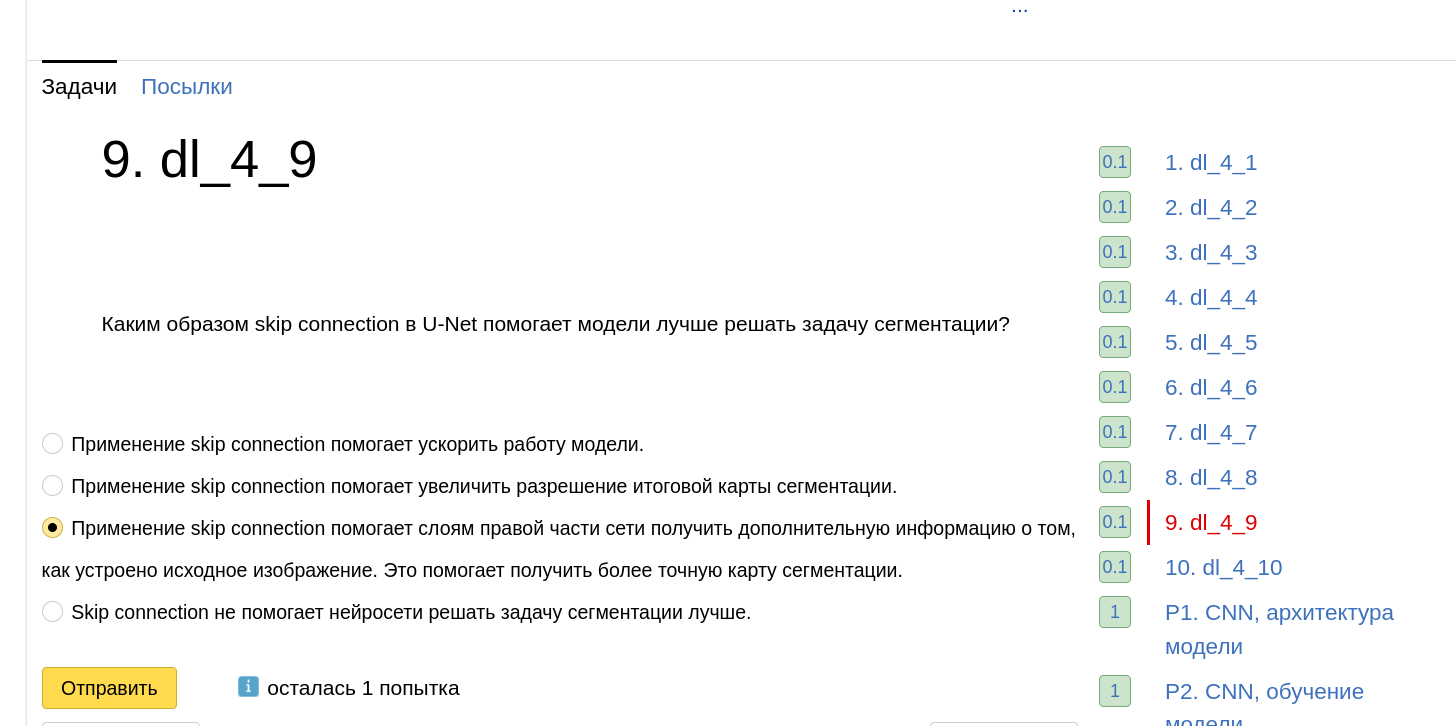 ...
Задачи Посылки
9. dl_4_9
Каким образом skip connection в U-Net помогает модели лучше решать задачу сегментации?
Применение skip connection помогает ускорить работу модели.
Применение skip connection помогает увеличить разрешение итоговой карты сегментации.
Применение skip connection помогает слоям правой части сети получить дополнительную информацию о том,
как устроено исходное изображение. Это помогает получить более точную карту сегментации.
Skip connection не помогает нейросети решать задачу сегментации лучше.
Отправить
i осталась 1 попытка
0.1 1. dl_4_1
0.1 2. dl_4_2
0.1 3. dl_4_3
0.1 4. dl_4_4
0.1 5. dl_4_5
0.1 6. dl_4_6
0.1 7. dl_4_7
0.1 8. dl_4_8
0.1 9. dl_4_9
0.1 10. dl_4_10
1 P1. CNN, архитектура
модели
1 P2. CNN, обучение
модели